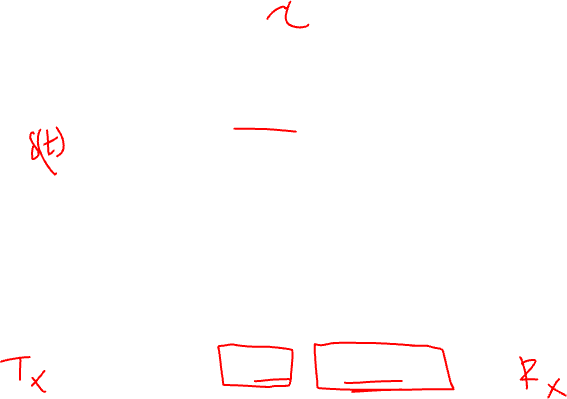 δ(t)
Tx Rx